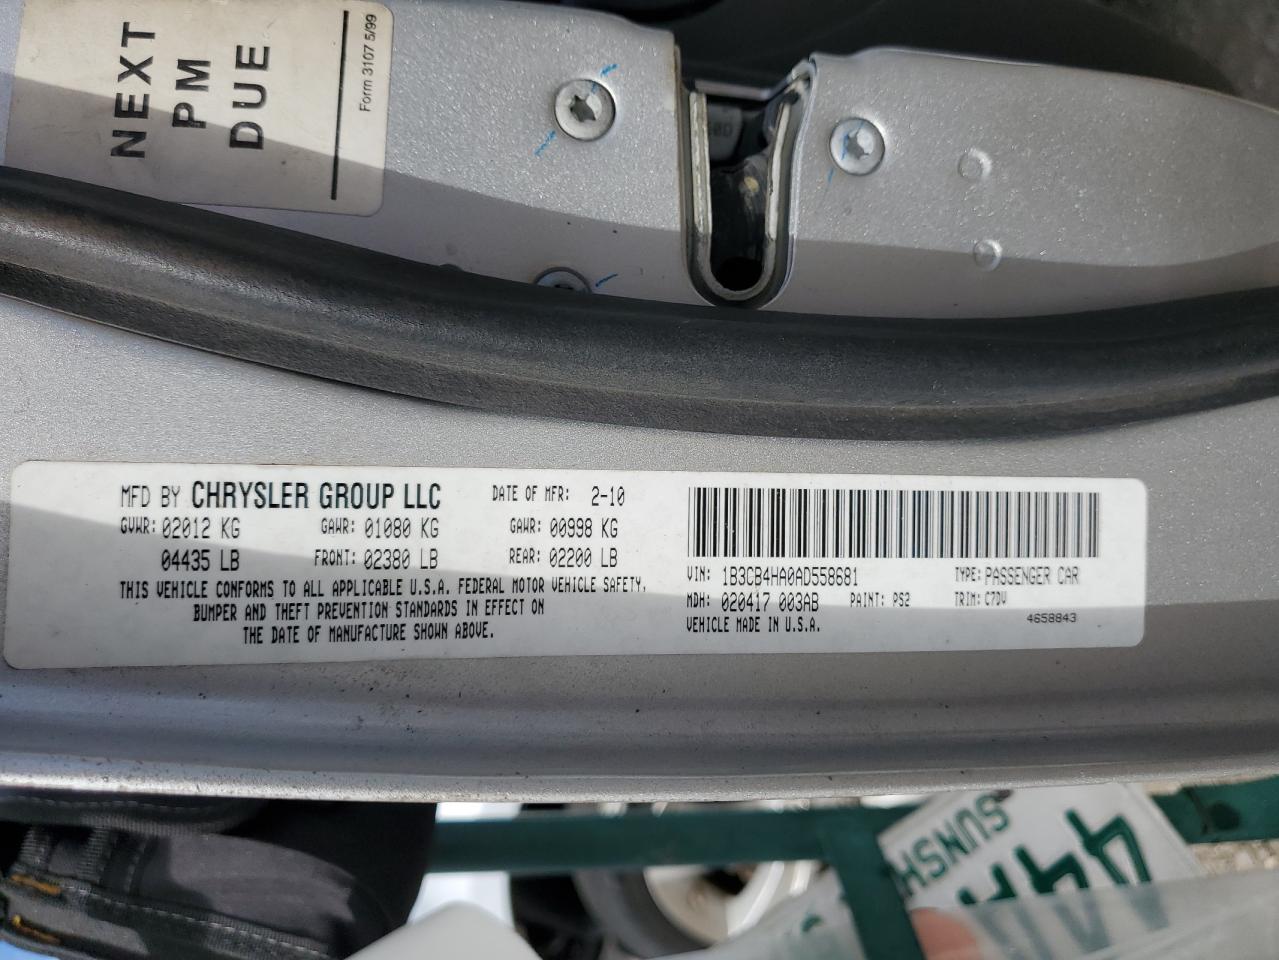 NEXT
PM
DUE
Form 3107 5/99
MFD BY CHRYSLER GROUP LLC DATE OF MFR: 2-10
GVWR: 02012 KG GAWR: 01080 KG GAWR: 00998 KG
04435 LB FRONT: 02380 LB REAR: 02200 LB
THIS VEHICLE CONFORMS TO ALL APPLICABLE U.S.A. FEDERAL MOTOR VEHICLE SAFETY,
BUMPER AND THEFT PREVENTION STANDARDS IN EFFECT ON
THE DATE OF MANUFACTURE SHOWN ABOVE.
VIN: 1B3CB4HA0AD558681 TYPE: PASSENGER CAR
MDH: 020417 003AB PAINT: PS2 TRIM: C7DV
VEHICLE MADE IN U.S.A. 4658843
SUNSH